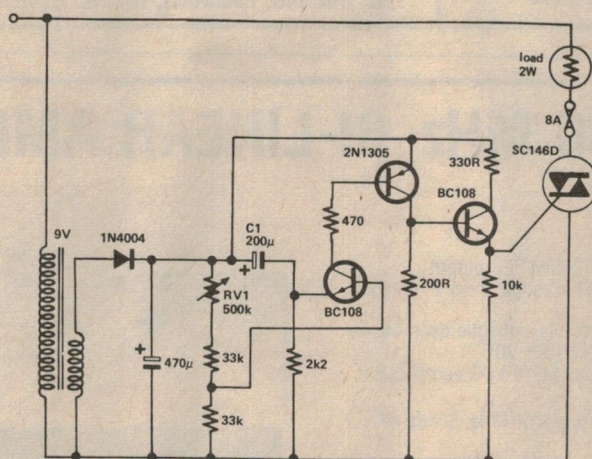 load
2W
8A
SC146D
2N1305
330R
BC108
470
9V
1N4004
C1
200µ
+
RV1
500k
BC108
200R
10k
+
470µ
33k
2k2
33k